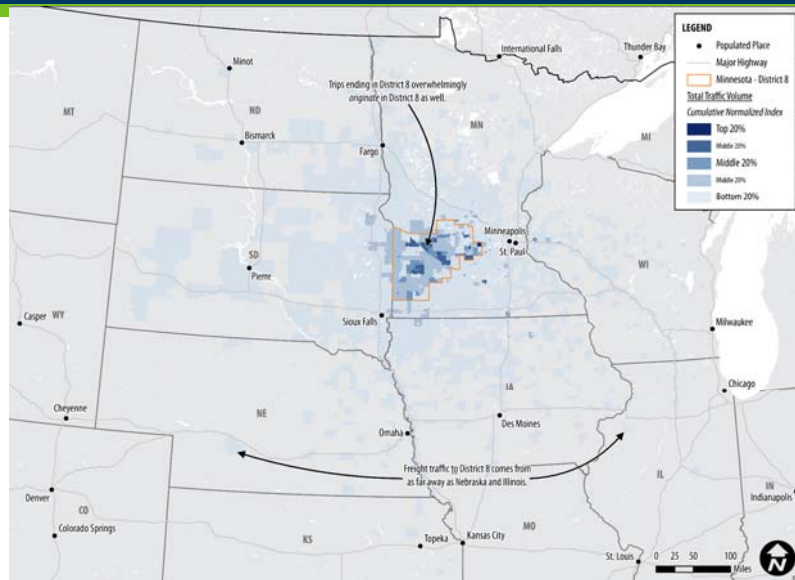 LEGEND
Populated Place
Major Highway
Minnesota - District 8
Total Traffic Volume
Cumulative Normalized Index
Top 20%
Middle 20%
Middle 20%
Middle 20%
Bottom 20%
International Falls
Thunder Bay
Minot
Trips ending in District 8 overwhelmingly
originate in District 8 as well.
ND
MN
MT
MI
Bismarck
Fargo
Minneapolis
St. Paul
SD
WI
Pierre
Casper
WY
Sioux Falls
Milwaukee
Chicago
IA
NE
Cheyenne
Des Moines
Omaha
Freight traffic to District 8 comes from
as far away as Nebraska and Illinois.
IL
IN
Indianapolis
Denver
CO
Colorado Springs
KS
MO
Topeka
Kansas City
St. Louis
0 25 50 100
Miles
N